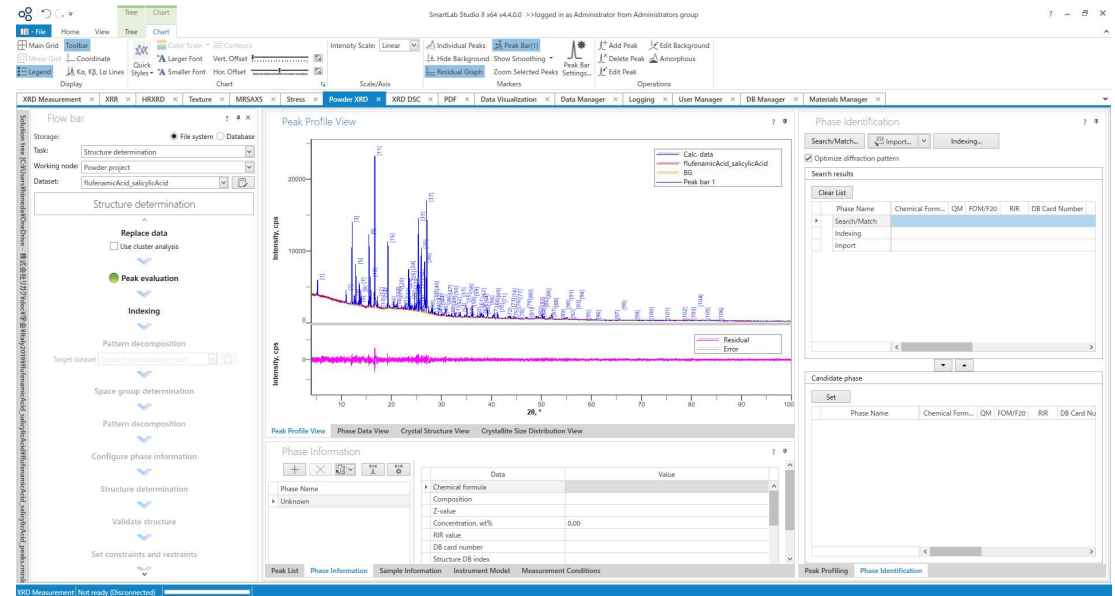 Tree Chart SmartLab Studio II x64 v4.4.0.0 >>logged in as Administrator from Administrators group
File Home View Tree Chart
Main Grid Toolbar
Minor Grid Coordinate
Legend Kα, Kβ, Lα Lines
Display
Quick Styles
Color Scale Contours
Larger Font Vert. Offset
Smaller Font Hor. Offset
Chart
Intensity Scale: Linear
Scale/Axis
Individual Peaks Peak Bar(1)
Hide Background Show Smoothing
Residual Graph Zoom Selected Peaks
Peak Bar Settings...
Markers
Add Peak Edit Background
Delete Peak Amorphous
Edit Peak
Operations
XRD Measurement XRR HRXRD Texture MRSAXS Stress Powder XRD XRD DSC PDF Data Visualization Data Manager Logging User Manager DB Manager Materials Manager
Flow bar
Storage: File system Database
Task: Structure determination
Working node: Powder project
Dataset: flufenamicAcid_salicylicAcid
Structure determination
Replace data
Use cluster analysis
Peak evaluation
Indexing
Pattern decomposition
Target dataset Create from evaluation result
Space group determination
Pattern decomposition
Configure phase information
Structure determination
Validate structure
Set constraints and restraints
Peak Profile View
Intensity, cps
20000
10000
0
[1] [3] [5] [11] [15] [33] [37]
Calc. data
flufenamicAcid_salicylicAcid
BG
Peak bar 1
Intensity, cps
0
Residual
Error
10 20 30 40 50 60 70 80 90 100
2θ, °
Peak Profile View Phase Data View Crystal Structure View Crystallite Size Distribution View
Phase Information
Phase Name
Unknown
Data Value
Chemical formula
Composition
Z-value
Concentration, wt% 0.00
RIR value
DB card number
Structure DB index
Peak List Phase Information Sample Information Instrument Model Measurement Conditions
Phase Identification
Search/Match... Import... Indexing...
Optimize diffraction pattern
Search results
Clear List
Phase Name Chemical Form... QM FOM/F20 RIR DB Card Number
Search/Match
Indexing
Import
Candidate phase
Set
Phase Name Chemical Form... QM FOM/F20 RIR DB Card Nu
Peak Profiling Phase Identification
XRD Measurement Not ready (Disconnected)